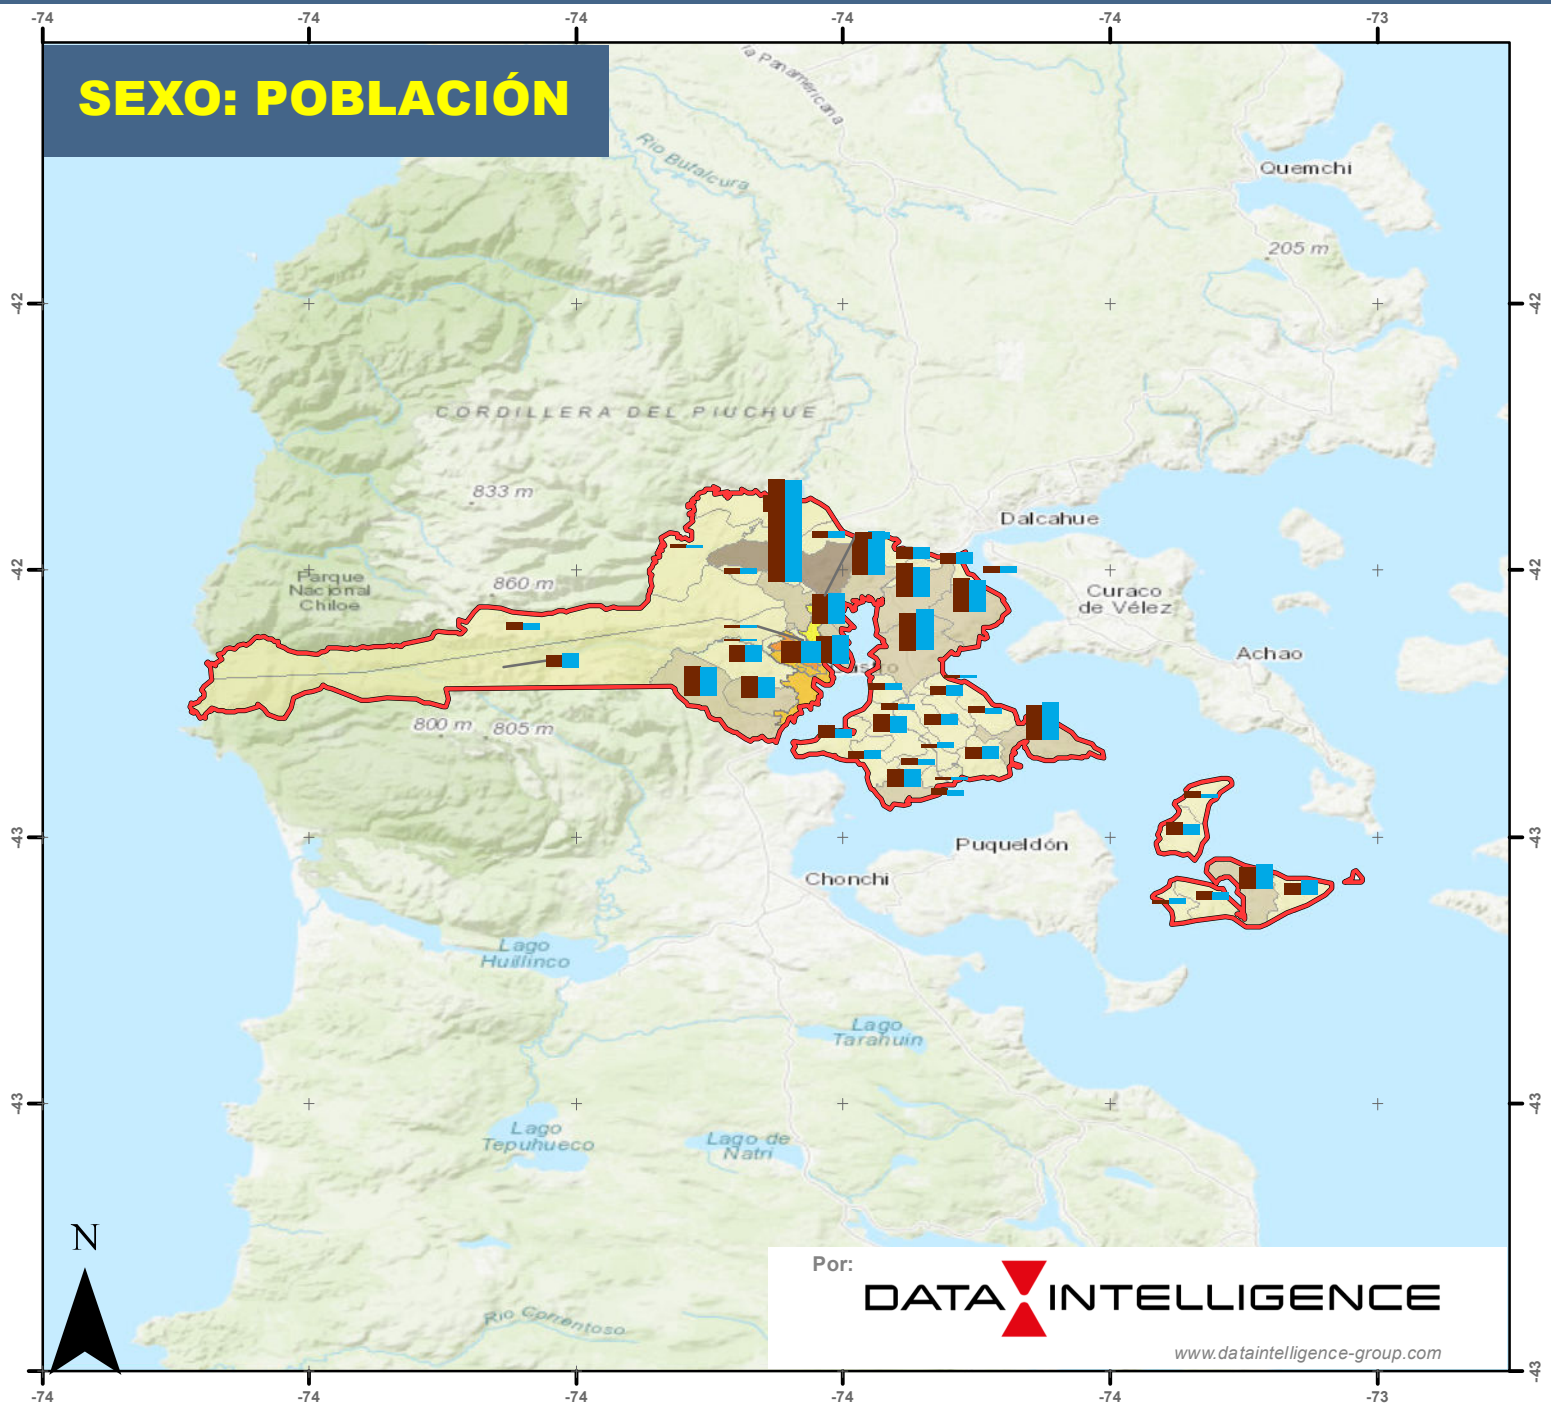 -74
-74
-74
-74
-74
-73
SEXO: POBLACIÓN
la Panamericana
Rio Butalcura
Quemchi
205 m
-42
-42
CORDILLERA DEL PIUCHUE
833 m
Dalcahue
-42
-42
Parque
Nacional
Chiloe
860 m
Curaco
de Vélez
Achao
800 m
805 m
-43
-43
Puqueldón
Chonchi
Lago
Huillinco
Lago
Tarahuin
-43
-43
Lago
Tepuhueco
Lago de
Natri
N
Por:
DATA INTELLIGENCE
Rio Correntoso
www.dataintelligence-group.com
-43
-74
-74
-74
-74
-74
-73